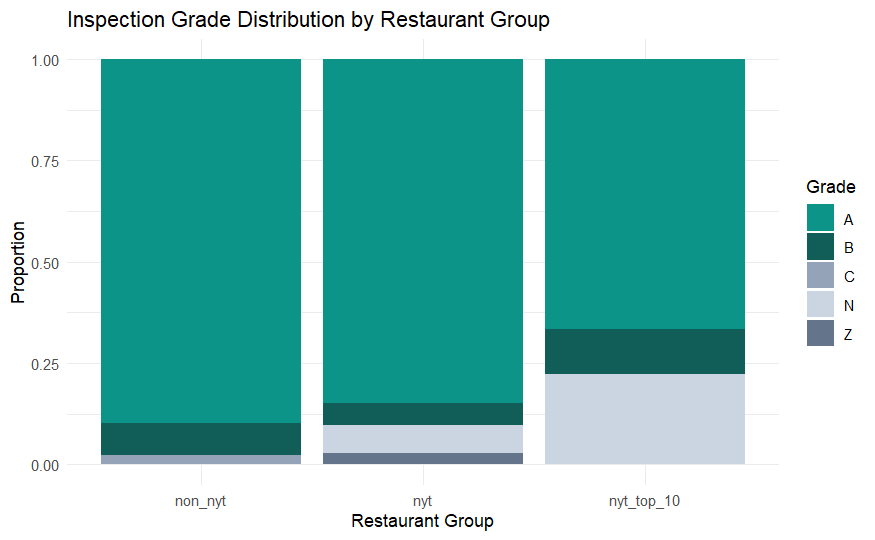 Inspection Grade Distribution by Restaurant Group
1.00
0.75
0.50
0.25
0.00
Proportion
non_nyt
nyt
nyt_top_10
Restaurant Group
Grade
A
B
C
N
Z